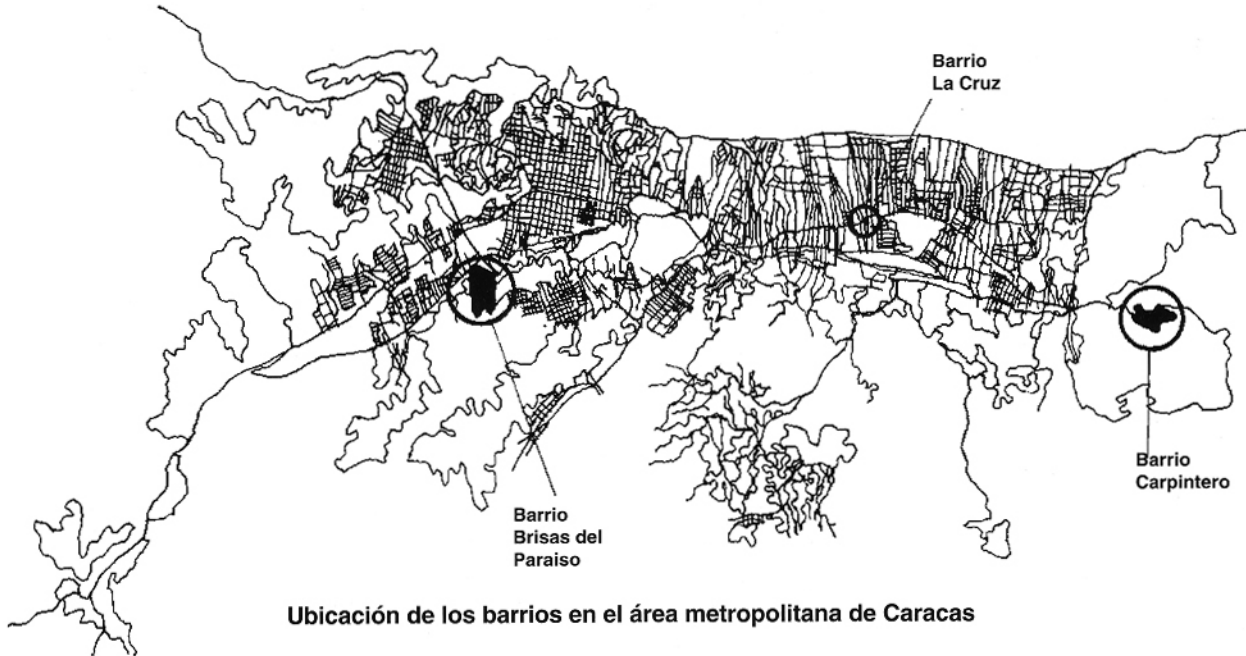 Barrio
La Cruz
Barrio
Carpintero
Barrio
Brisas del
Paraiso
Ubicación de los barrios en el área metropolitana de Caracas